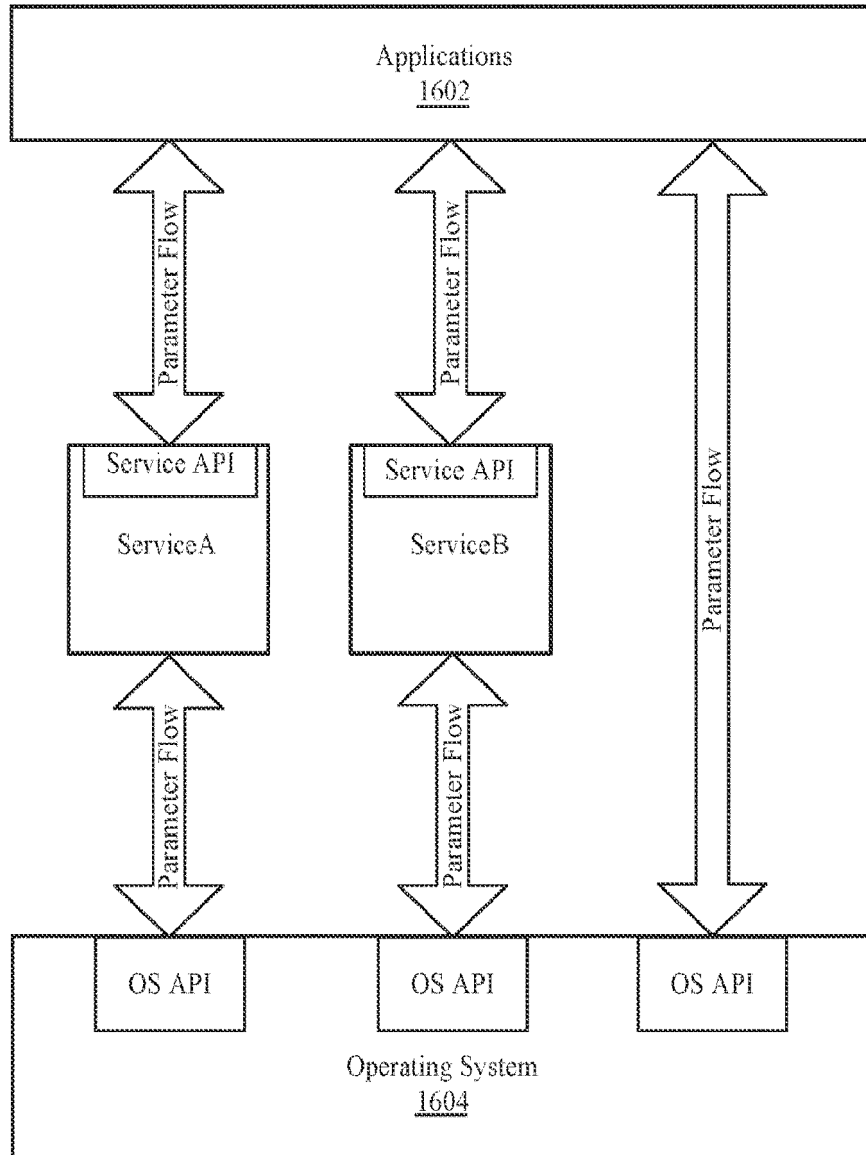 Applications
1602
Parameter Flow
Parameter Flow
Parameter Flow
Service API
ServiceA
Service API
ServiceB
Parameter Flow
Parameter Flow
OS API
OS API
OS API
Operating System
1604